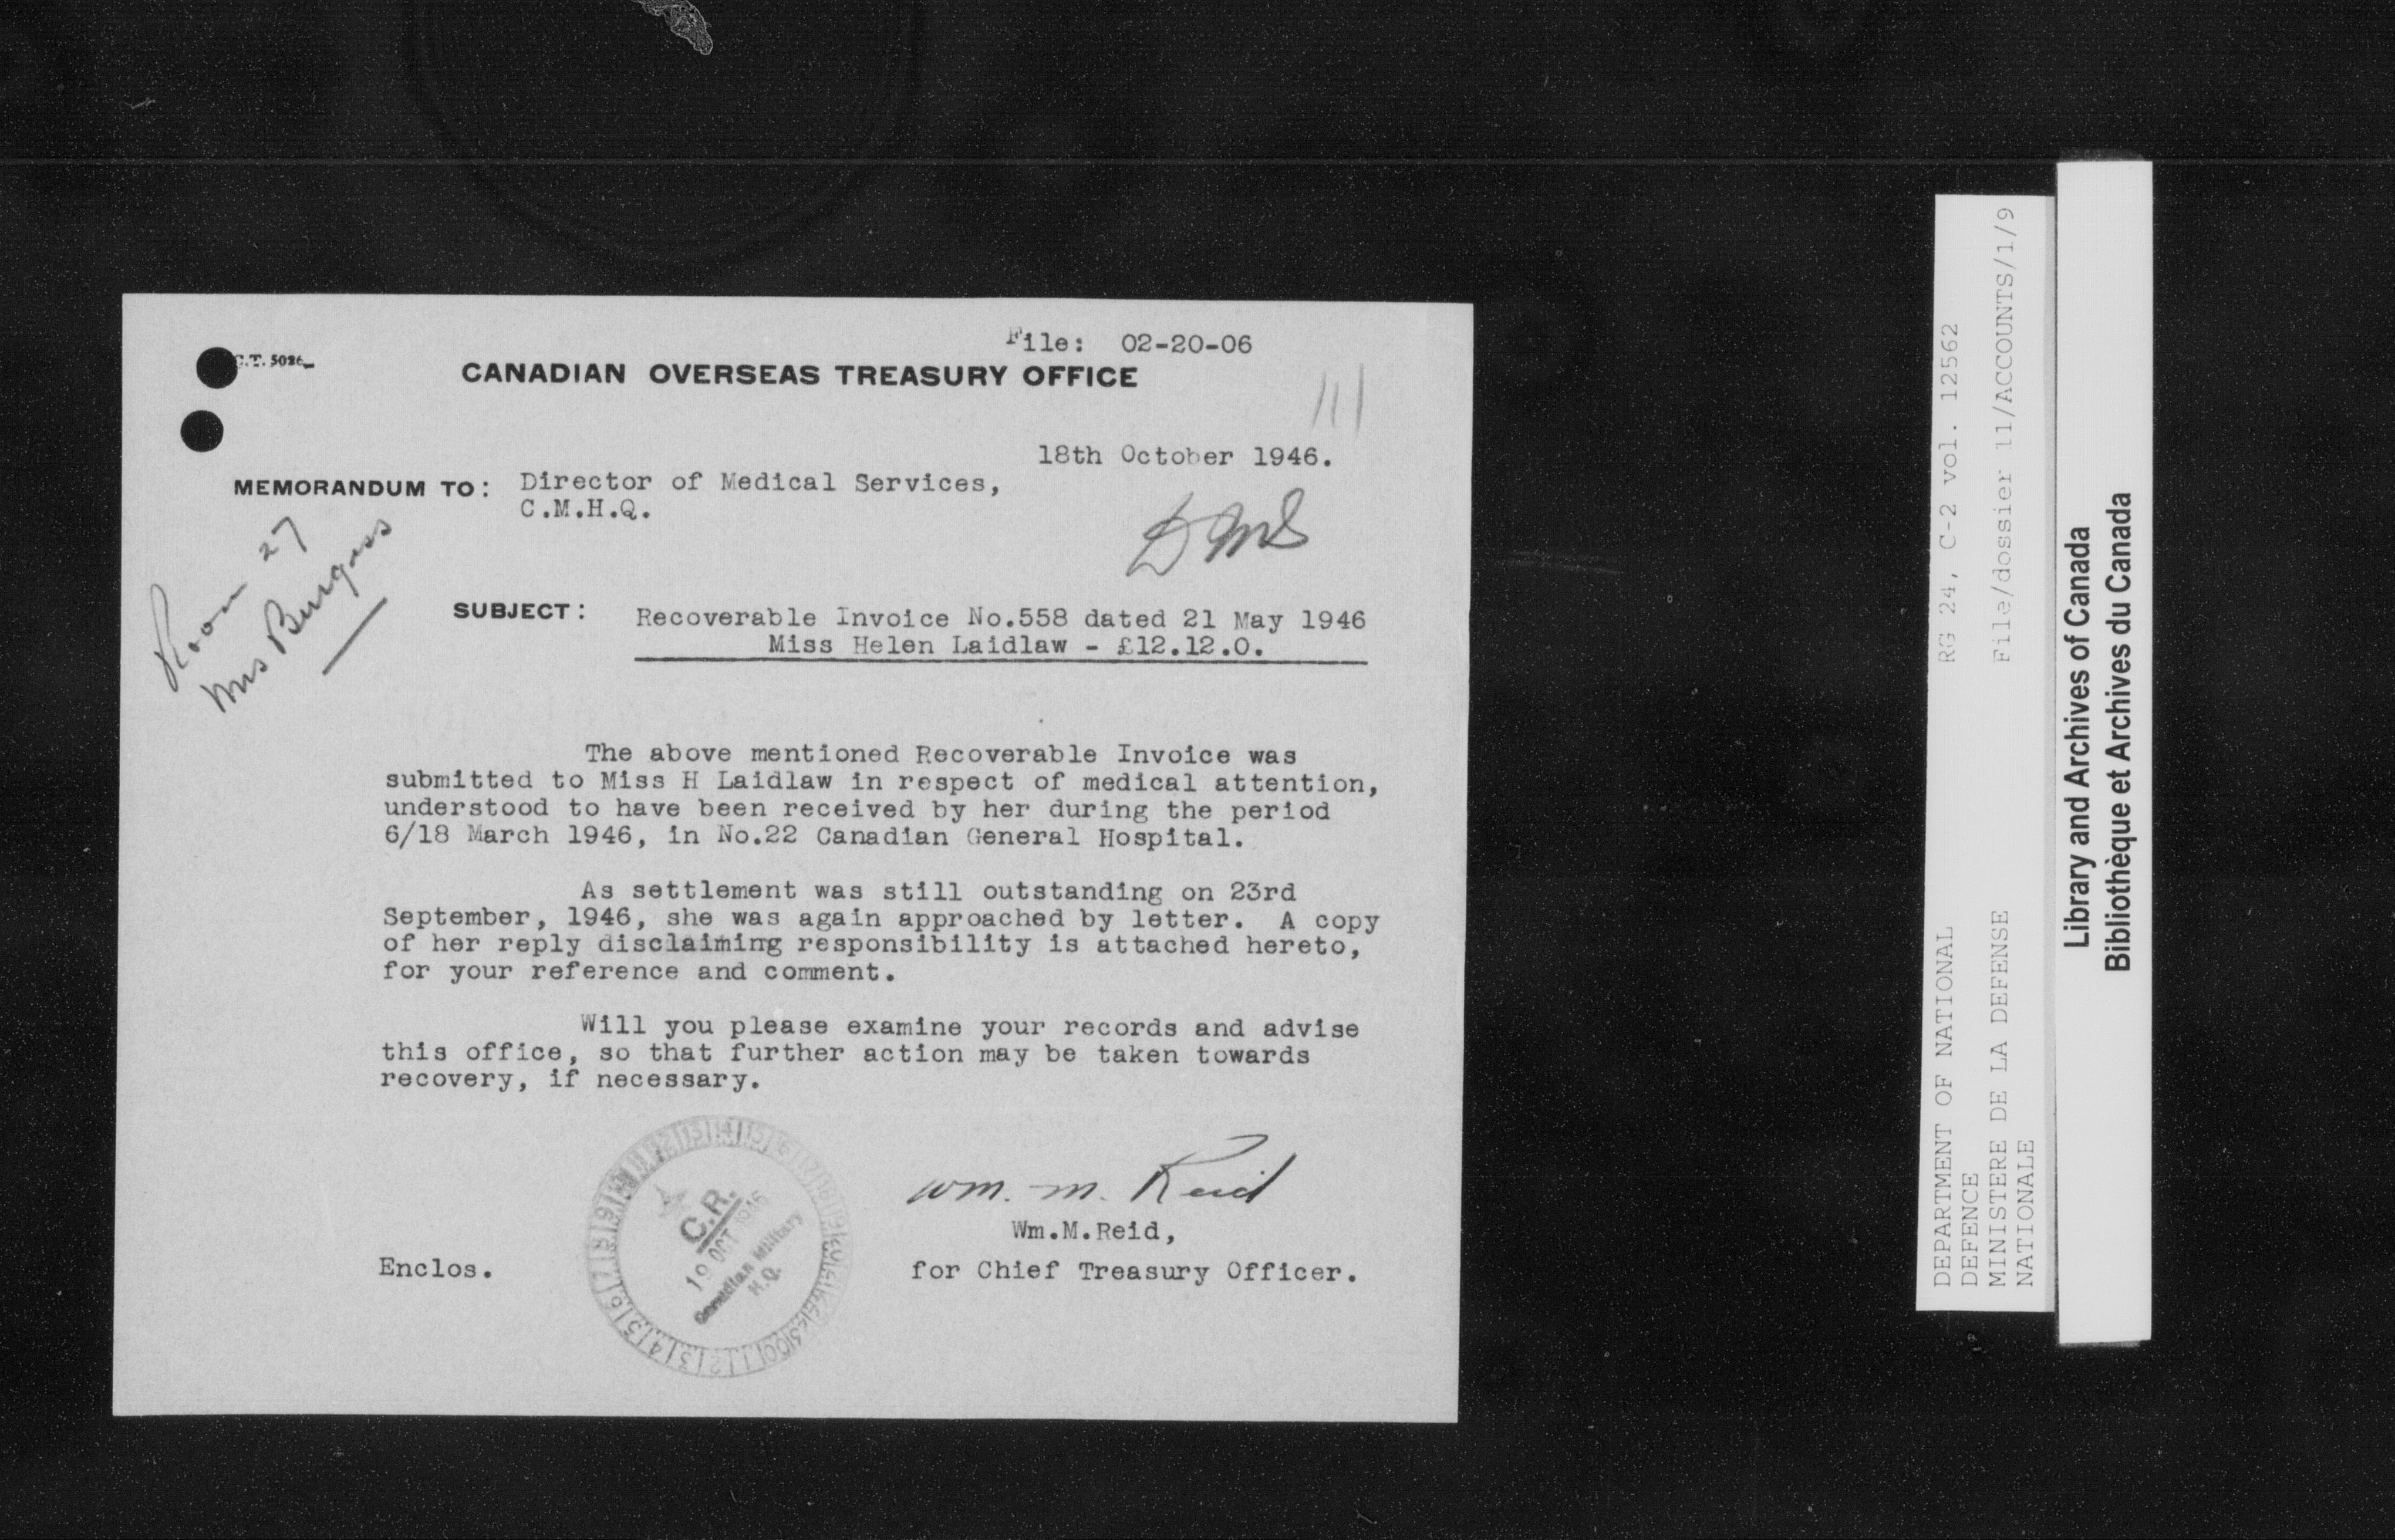 File: 02-20-06
C.T. 5026
CANADIAN OVERSEAS TREASURY OFFICE
111
18th October 1946.
MEMORANDUM TO: Director of Medical Services,
C.M.H.Q.
DMS
Room 27
Mrs Burgess
SUBJECT: Recoverable Invoice No.558 dated 21 May 1946
Miss Helen Laidlaw - £12.12.0.
The above mentioned Recoverable Invoice was
submitted to Miss H Laidlaw in respect of medical attention,
understood to have been received by her during the period
6/18 March 1946, in No.22 Canadian General Hospital.
As settlement was still outstanding on 23rd
September, 1946, she was again approached by letter. A copy
of her reply disclaiming responsibility is attached hereto,
for your reference and comment.
Will you please examine your records and advise
this office, so that further action may be taken towards
recovery, if necessary.
C.R.
19 OCT 1946
Canadian Military
H.Q.
Wm. M. Reid
Wm.M.Reid,
Enclos.
for Chief Treasury Officer.
DEPARTMENT OF NATIONAL
DEFENCE
MINISTERE DE LA DEFENSE
NATIONALE
RG 24, C-2 vol. 12562
File/dossier 11/ACCOUNTS/1/9
Library and Archives of Canada
Bibliothèque et Archives du Canada